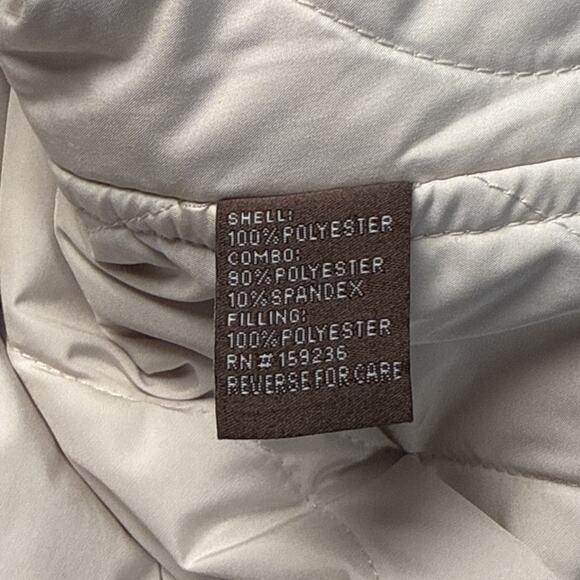 SHELL:
100% POLYESTER
COMBO:
90% POLYESTER
10% SPANDEX
FILLING:
100% POLYESTER
RN # 159236
REVERSE FOR CARE